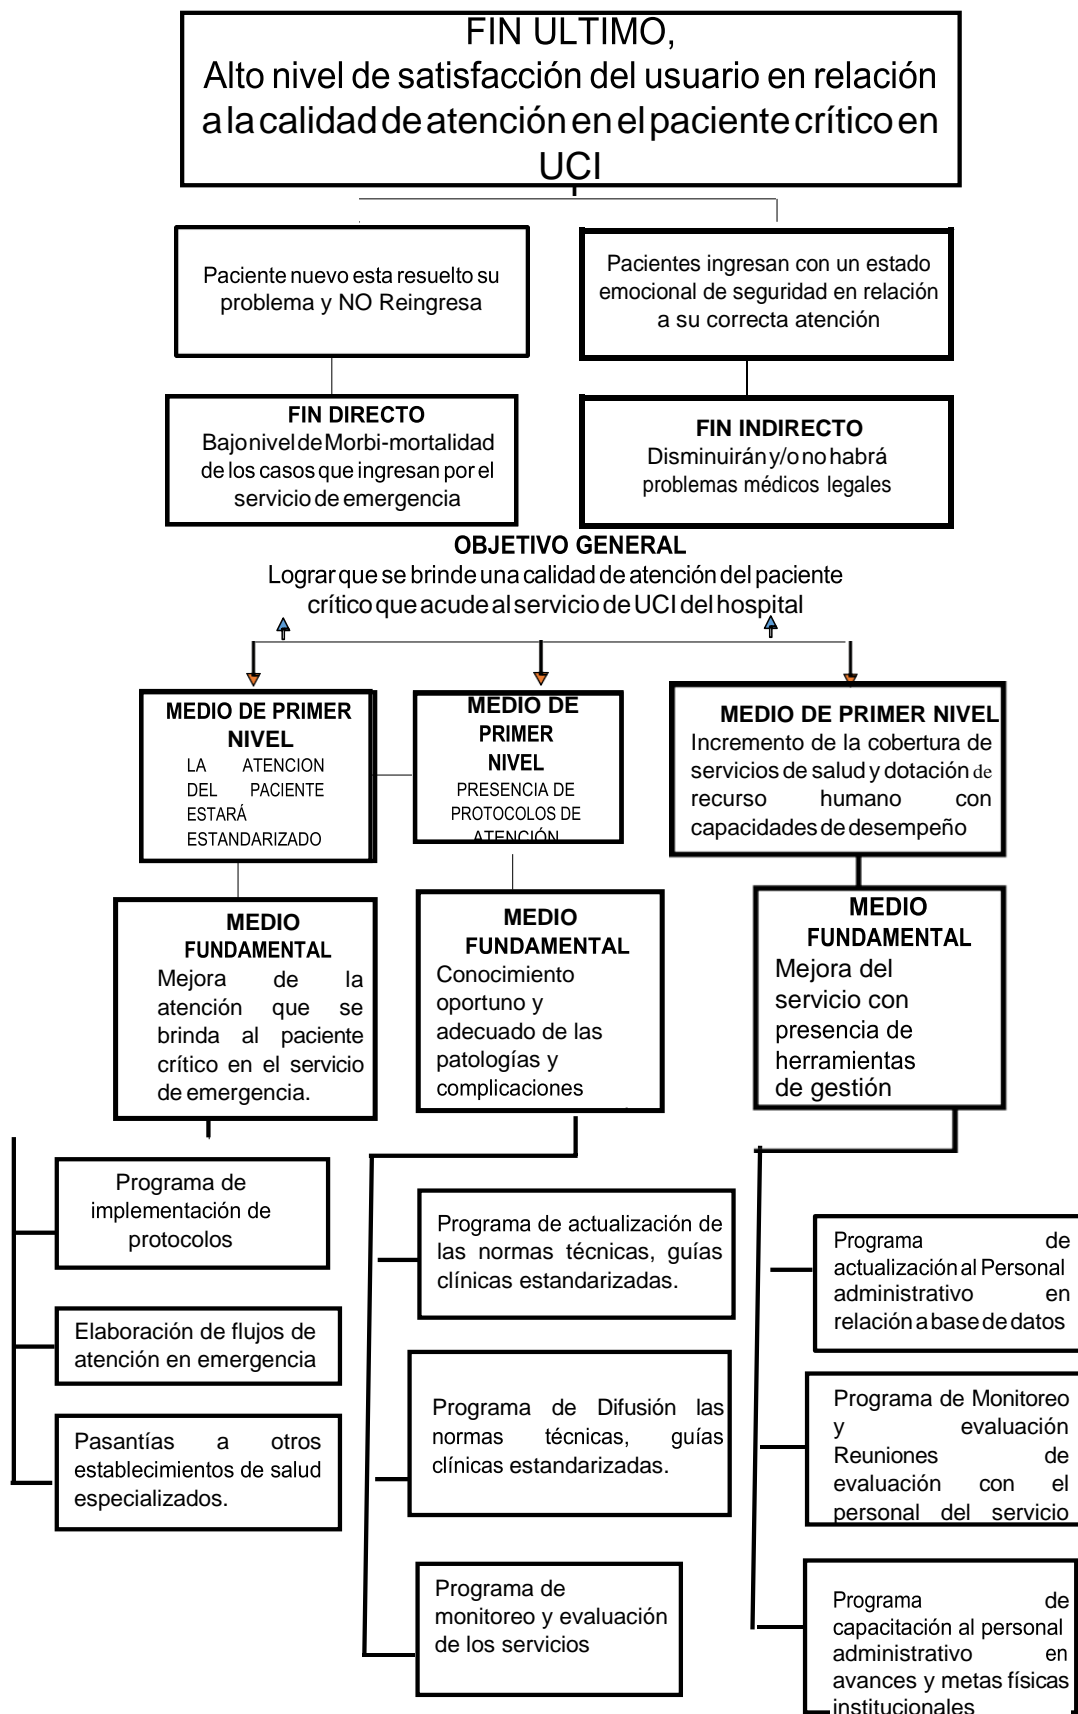 FIN ULTIMO,
Alto nivel de satisfacción del usuario en relación
a la calidad de atención en el paciente crítico en
UCI
Paciente nuevo esta resuelto su
problema y NO Reingresa
Pacientes ingresan con un estado
emocional de seguridad en relación
a su correcta atención
FIN DIRECTO
Bajo nivel de Morbi-mortalidad
de los casos que ingresan por el
servicio de emergencia
FIN INDIRECTO
Disminuirán y/o no habrá
problemas médicos legales
OBJETIVO GENERAL
Lograr que se brinde una calidad de atención del paciente
crítico que acude al servicio de UCI del hospital
MEDIO DE PRIMER
NIVEL
LA ATENCION
DEL PACIENTE
ESTARÁ
ESTANDARIZADO
MEDIO DE
PRIMER
NIVEL
PRESENCIA DE
PROTOCOLOS DE
ATENCIÓN
MEDIO DE PRIMER NIVEL
Incremento de la cobertura de
servicios de salud y dotación de
recurso humano con
capacidades de desempeño
MEDIO
FUNDAMENTAL
Mejora de la
atención que se
brinda al paciente
crítico en el servicio
de emergencia.
MEDIO
FUNDAMENTAL
Conocimiento
oportuno y
adecuado de las
patologías y
complicaciones
MEDIO
FUNDAMENTAL
Mejora del
servicio con
presencia de
herramientas
de gestión
Programa de
implementación de
protocolos
Elaboración de flujos de
atención en emergencia
Pasantías a otros
establecimientos de salud
especializados.
Programa de actualización de
las normas técnicas, guías
clínicas estandarizadas.
Programa de Difusión las
normas técnicas, guías
clínicas estandarizadas.
Programa de
monitoreo y evaluación
de los servicios
Programa de
actualización al Personal
administrativo en
relación a base de datos
Programa de Monitoreo
y evaluación
Reuniones de
evaluación con el
personal del servicio
Programa de
capacitación al personal
administrativo en
avances y metas físicas
institucionales